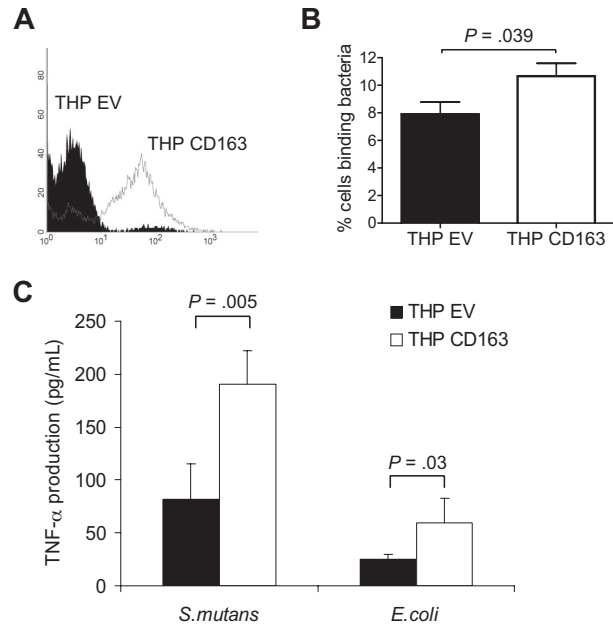 A
80
60
40
20
0
THP EV
THP CD163
10⁰ 10¹ 10² 10³
B
P = .039
% cells binding bacteria
12
10
8
6
4
2
0
THP EV THP CD163
C
TNF-α production (pg/mL)
250
200
150
100
50
0
P = .005
P = .03
THP EV
THP CD163
S.mutans E.coli